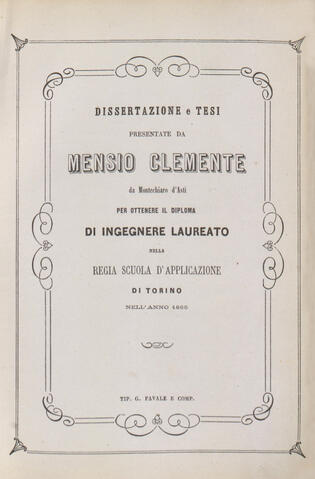 DISSERTAZIONE e TESI
PRESENTATE DA
MENSIO CLEMENTE
da Montechiaro d'Asti
PER OTTENERE IL DIPLOMA
DI INGEGNERE LAUREATO
NELLA
REGIA SCUOLA D'APPLICAZIONE
DI TORINO
NELL'ANNO
TIP. G. FAVALE E COMP.